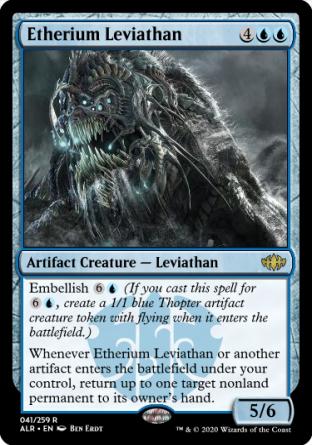 Etherium Leviathan 4
Artifact Creature — Leviathan
Embellish 6 (If you cast this spell for
6, create a 1/1 blue Thopter artifact
creature token with flying when it enters the
battlefield.)
Whenever Etherium Leviathan or another
artifact enters the battlefield under your
control, return up to one target nonland
permanent to its owner's hand.
5/6
041/259 R
ALR • EN Ben Erdt
™ & © 2020 Wizards of the Coast